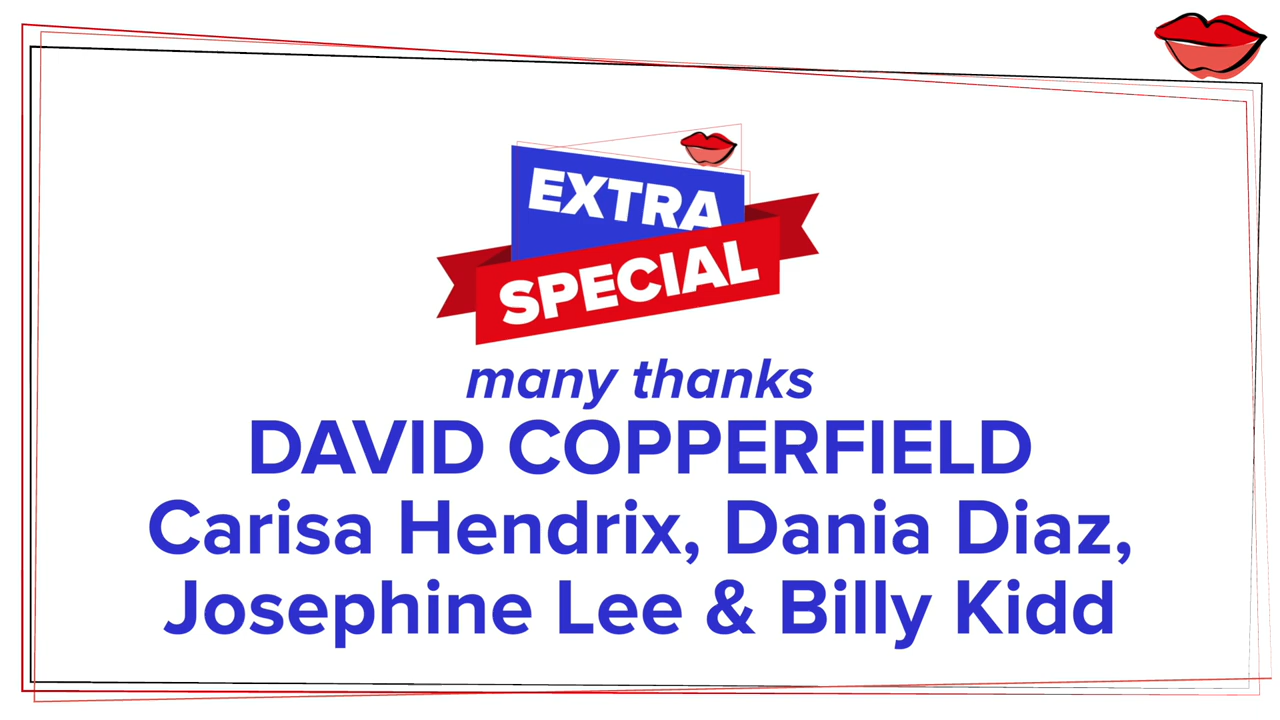 EXTRA
SPECIAL
many thanks
DAVID COPPERFIELD
Carisa Hendrix, Dania Diaz,
Josephine Lee & Billy Kidd